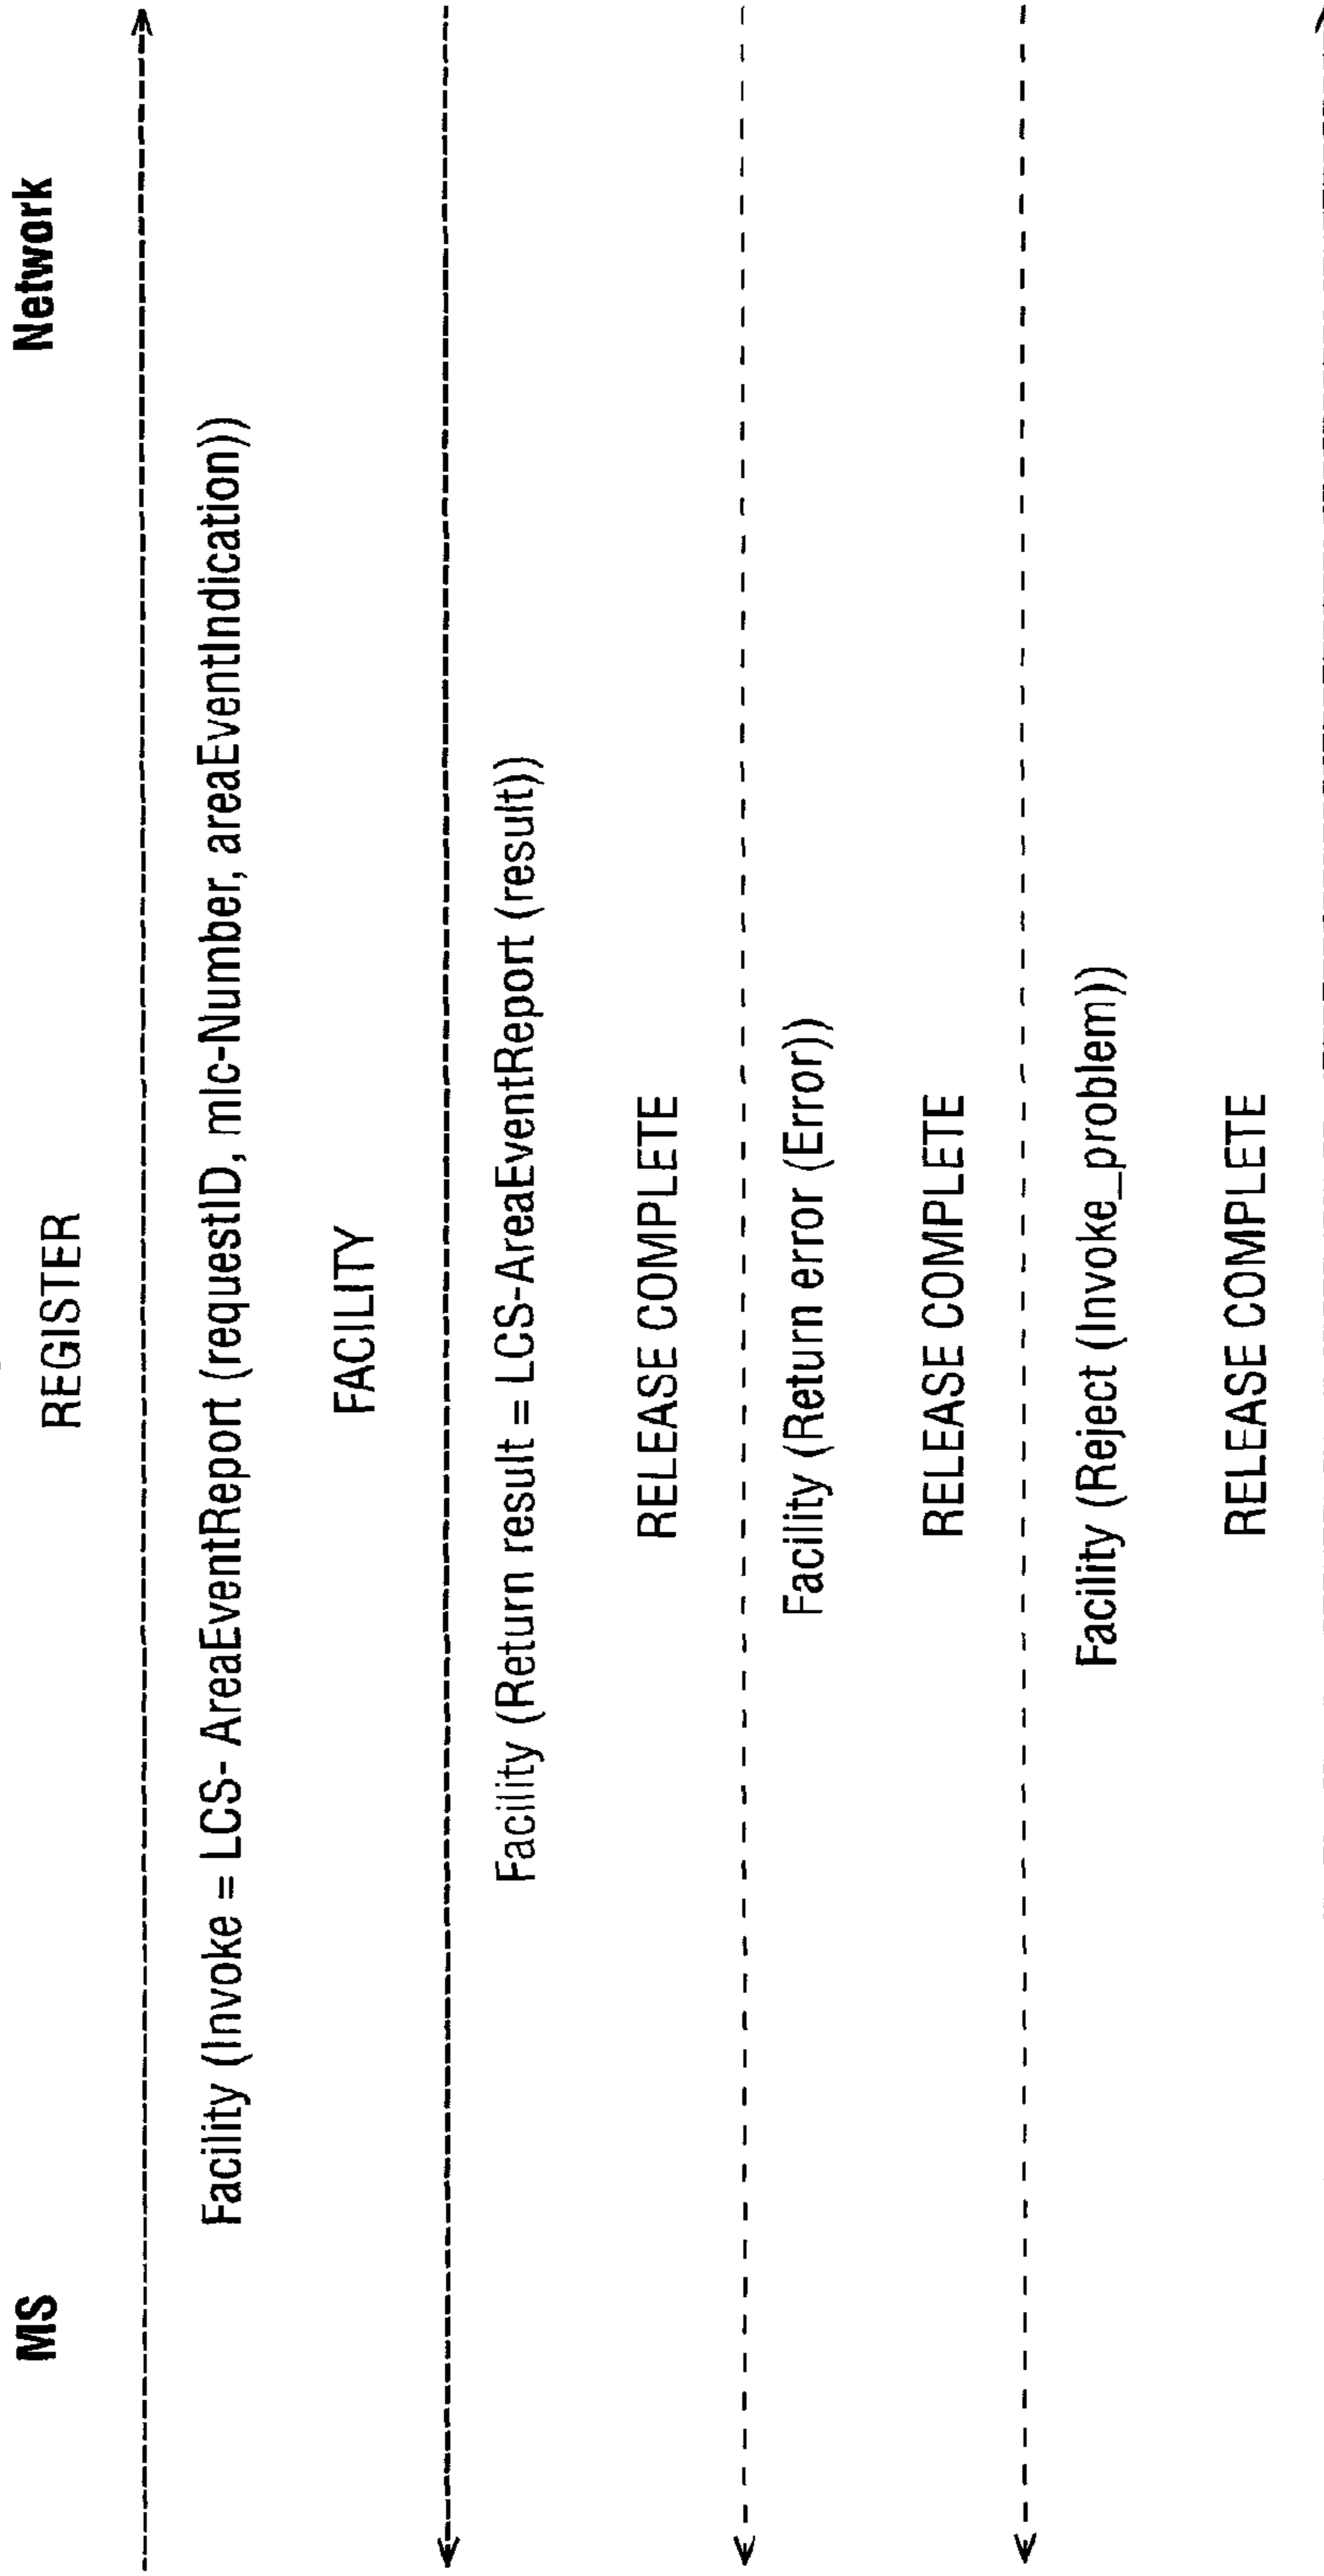 MS Network
REGISTER
Facility (Invoke = LCS- AreaEventReport (requestID, mlc-Number, areaEventIndication))
FACILITY
Facility (Return result = LCS-AreaEventReport (result))
RELEASE COMPLETE
Facility (Return error (Error))
RELEASE COMPLETE
Facility (Reject (Invoke_problem))
RELEASE COMPLETE